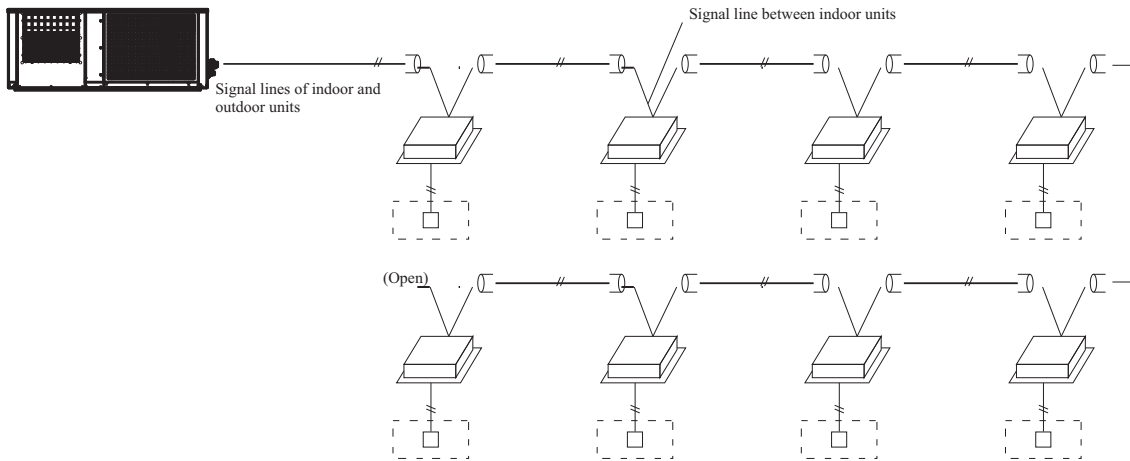 Signal line between indoor units
Signal lines of indoor and
outdoor units
(Open)